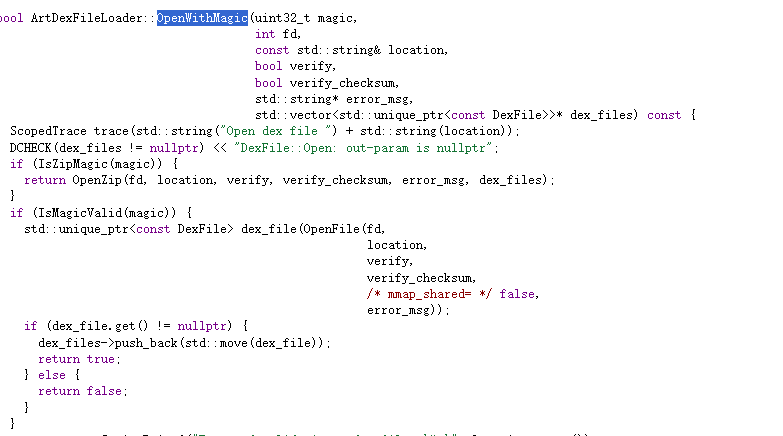 bool ArtDexFileLoader::OpenWithMagic(uint32_t magic,
int fd,
const std::string& location,
bool verify,
bool verify_checksum,
std::string* error_msg,
std::vector<std::unique_ptr<const DexFile>>* dex_files) const {
ScopedTrace trace(std::string("Open dex file ") + std::string(location));
DCHECK(dex_files != nullptr) << "DexFile::Open: out-param is nullptr";
if (IsZipMagic(magic)) {
return OpenZip(fd, location, verify, verify_checksum, error_msg, dex_files);
}
if (IsMagicValid(magic)) {
std::unique_ptr<const DexFile> dex_file(OpenFile(fd,
location,
verify,
verify_checksum,
/* mmap_shared= */ false,
error_msg));
if (dex_file.get() != nullptr) {
dex_files->push_back(std::move(dex_file));
return true;
} else {
return false;
}
}